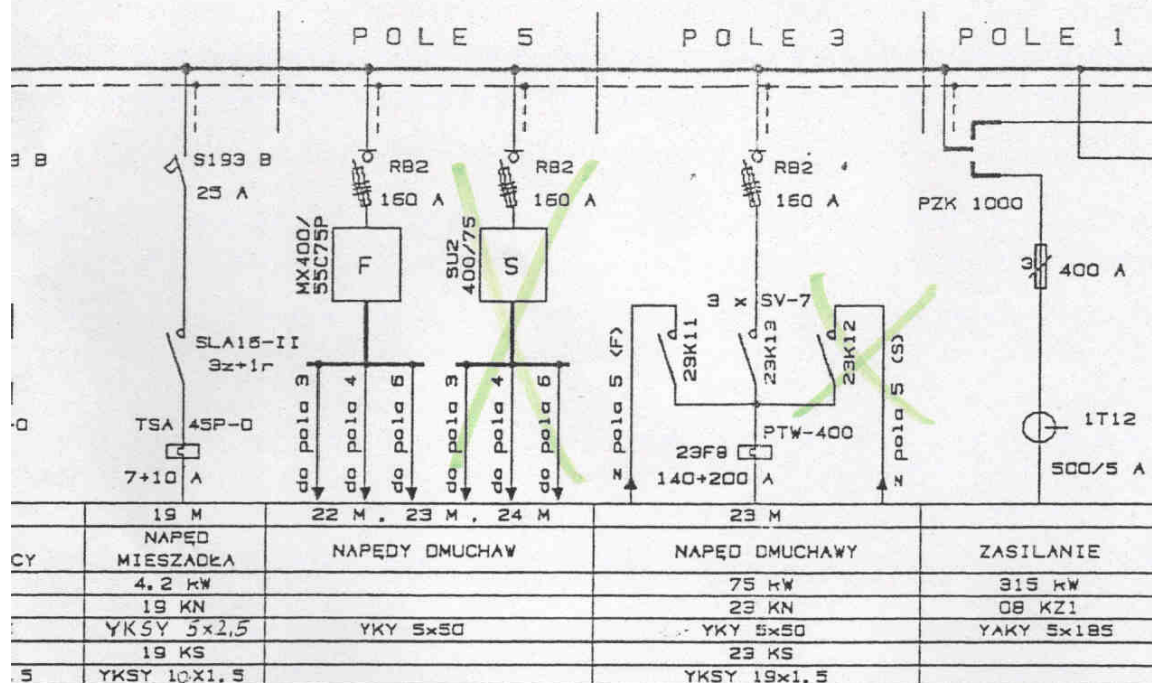 POLE 5
POLE 3
POLE 1
S193 B
25 A
RB2
160 A
RB2
160 A
RB2
160 A
PZK 1000
MX400/
55C75P
F
SU2
400/75
S
3
400 A
3 x SV-7
SLA16-II
3z+1r
23K11
23K13
23K12
Z pola 5 (F)
Z pola 5 (S)
do pola 3
do pola 4
do pola 6
do pola 3
do pola 4
do pola 6
TSA 45P-0
7+10 A
PTW-400
23F8
140+200 A
1T12
500/5 A
19 M
22 M, 23 M, 24 M
23 M
CY
NAPĘD
MIESZADŁA
NAPĘDY DMUCHAW
NAPĘD DMUCHAWY
ZASILANIE
4.2 kW
75 kW
315 kW
19 KN
23 KN
08 KZ1
YKSY 5x2,5
YKY 5x50
YKY 5x50
YAKY 5x185
19 KS
23 KS
.5
YKSY 10X1.5
YKSY 19x1.5